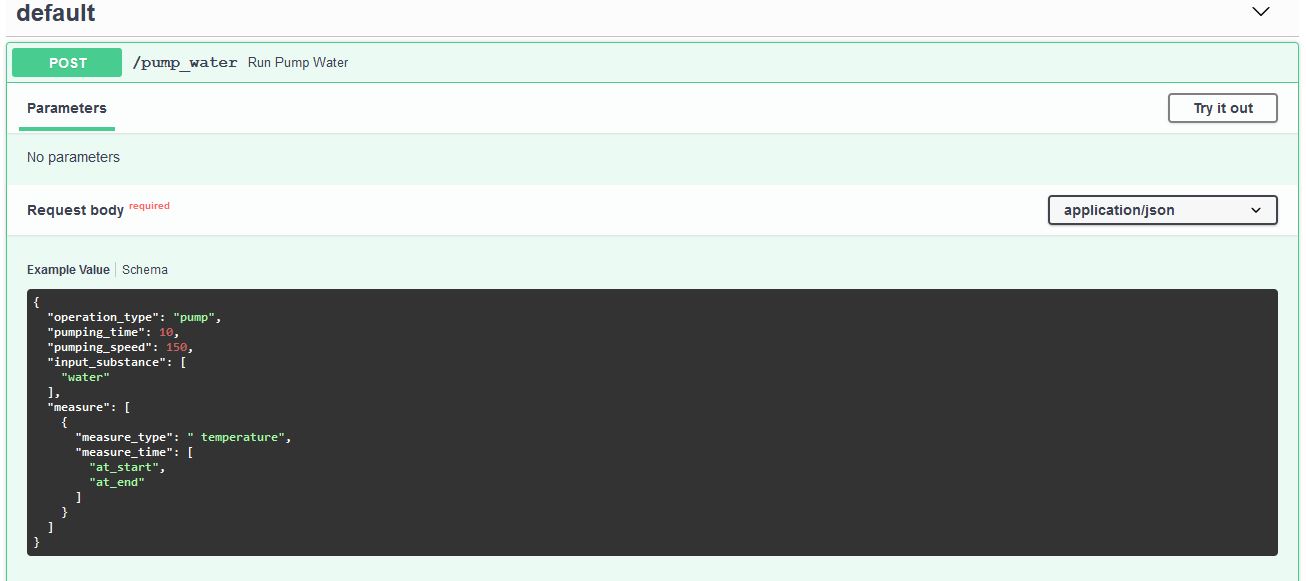 default
POST /pump_water Run Pump Water
Parameters Try it out
No parameters
Request body required application/json
Example Value Schema
{
  "operation_type": "pump",
  "pumping_time": 10,
  "pumping_speed": 150,
  "input_substance": [
    "water"
  ],
  "measure": [
    {
      "measure_type": " temperature",
      "measure_time": [
        "at_start",
        "at_end"
      ]
    }
  ]
}